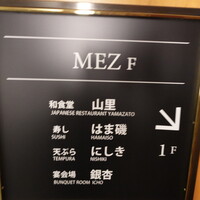 MEZ F
和食堂 山里
JAPANESE RESTAURANT YAMAZATO
寿し はま磯
SUSHI HAMAISO
天ぷら にしき
TEMPURA NISHIKI
宴会場 銀杏
BUNQUET ROOM ICHO
1F